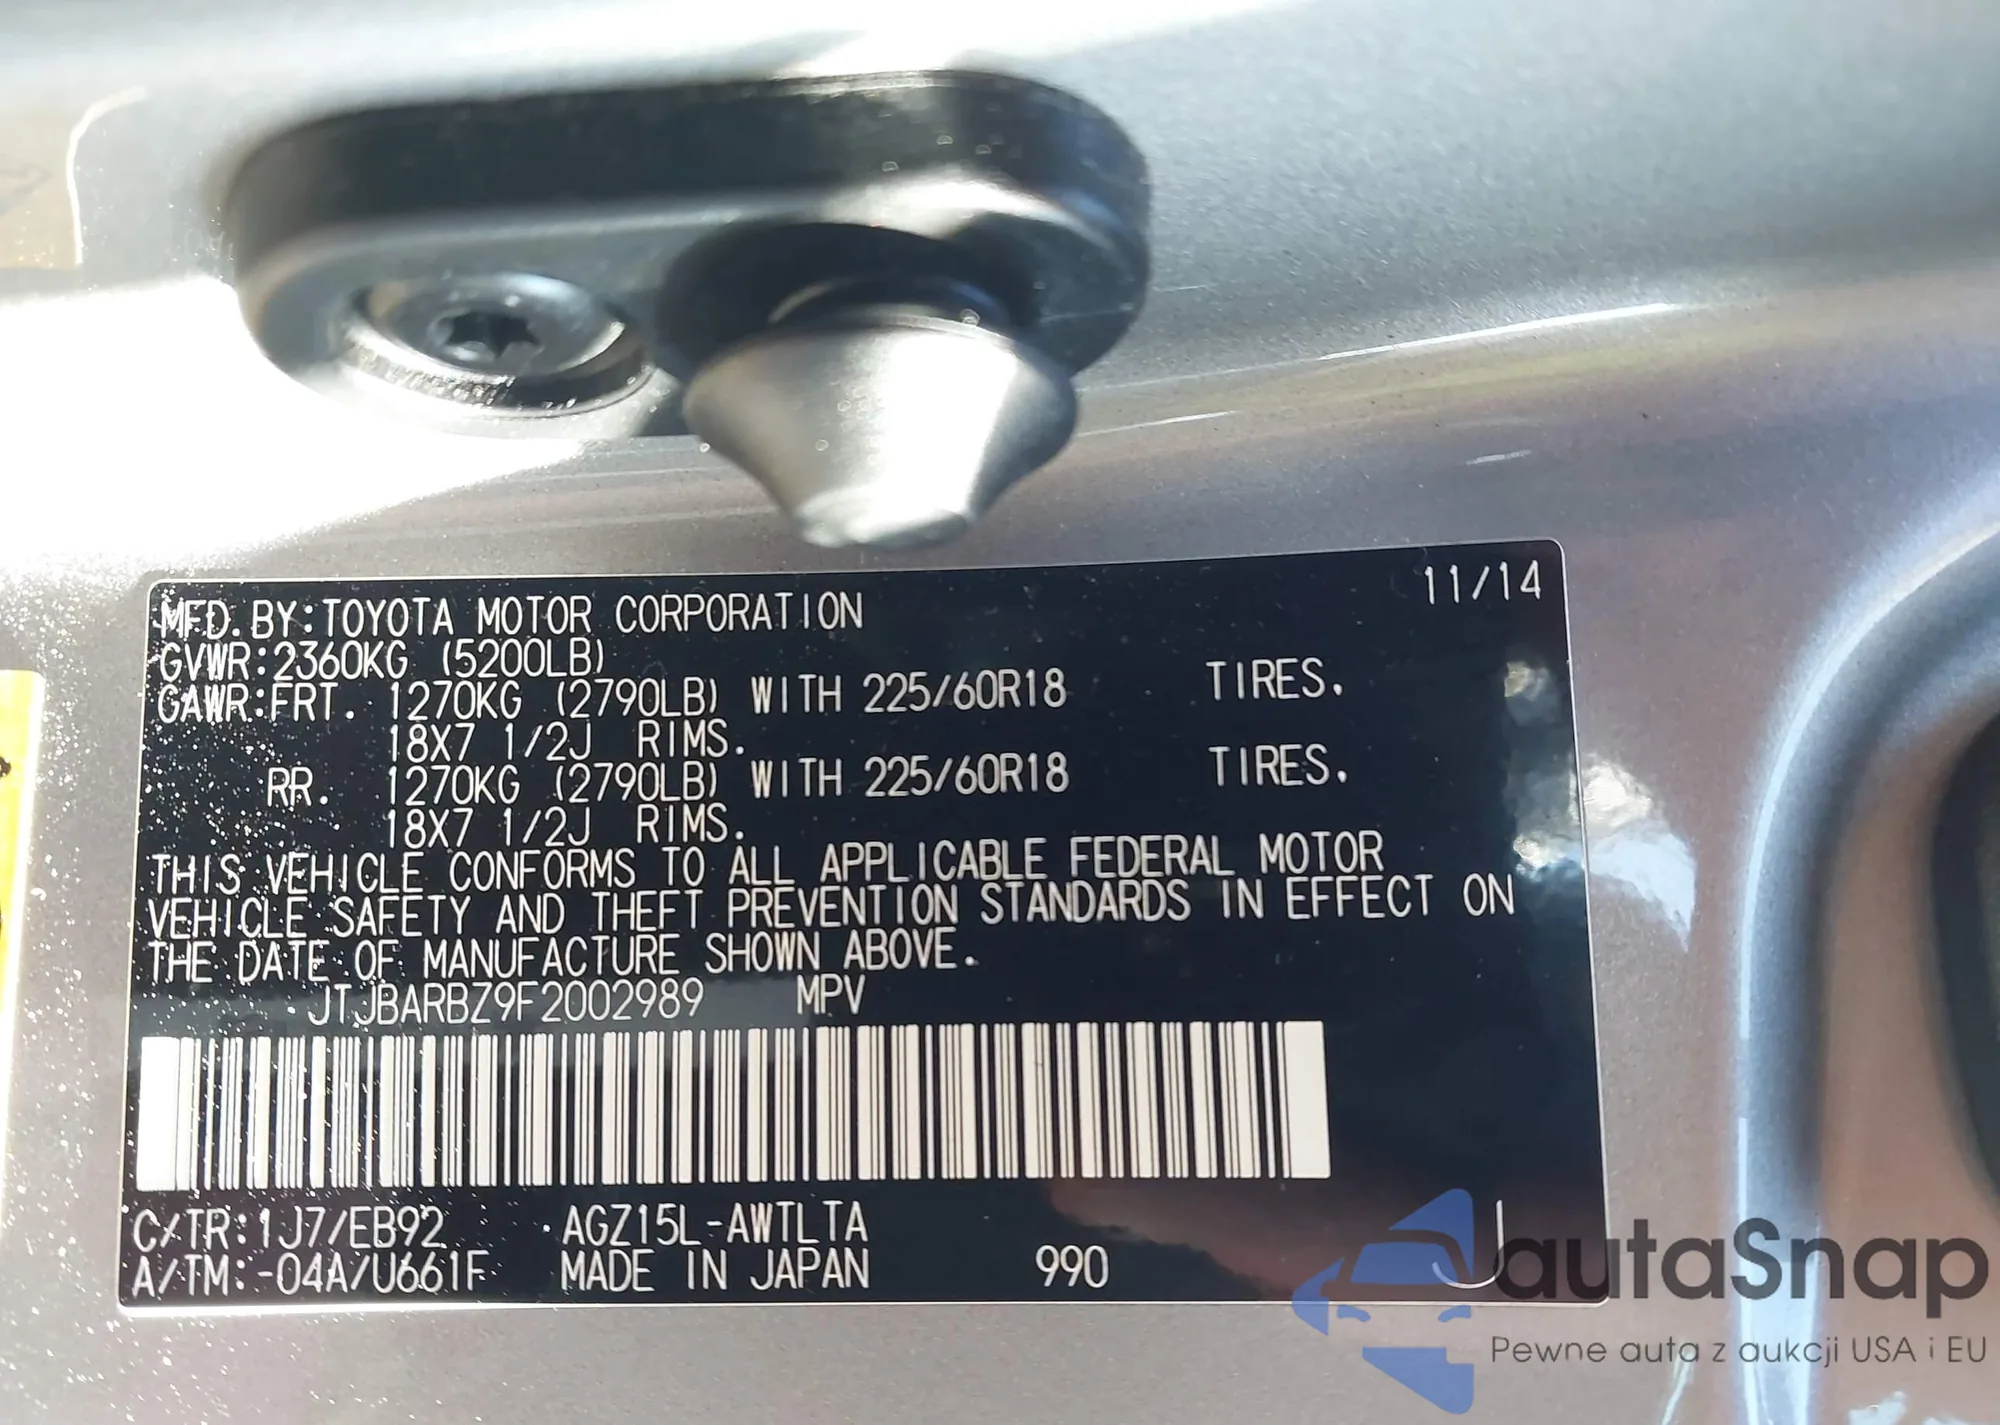 11/14
MFD. BY: TOYOTA MOTOR CORPORATION
GVWR: 2360KG (5200LB)
GAWR: FRT. 1270KG (2790LB) WITH 225/60R18 TIRES.
18X7 1/2J RIMS.
RR. 1270KG (2790LB) WITH 225/60R18 TIRES.
18X7 1/2J RIMS.
THIS VEHICLE CONFORMS TO ALL APPLICABLE FEDERAL MOTOR
VEHICLE SAFETY AND THEFT PREVENTION STANDARDS IN EFFECT ON
THE DATE OF MANUFACTURE SHOWN ABOVE.
JTJBARBZ9F2002989 MPV
C/TR: 1J7/EB92 AGZ15L-AWTLTA
A/TM: -04A/U661F MADE IN JAPAN 990 J
autaSnap
Pewne auta z aukcji USA i EU